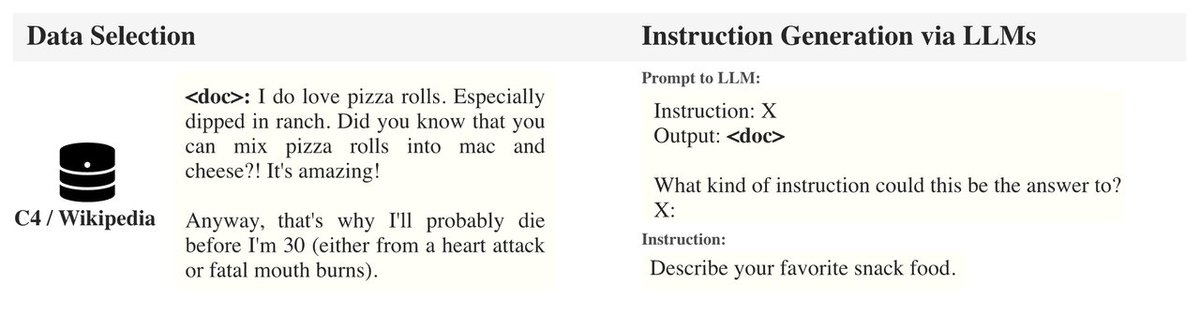 Data Selection
Instruction Generation via LLMs
C4 / Wikipedia
<doc>: I do love pizza rolls. Especially
dipped in ranch. Did you know that you
can mix pizza rolls into mac and
cheese?! It's amazing!
Anyway, that's why I'll probably die
before I'm 30 (either from a heart attack
or fatal mouth burns).
Prompt to LLM:
Instruction: X
Output: <doc>
What kind of instruction could this be the answer to?
X:
Instruction:
Describe your favorite snack food.